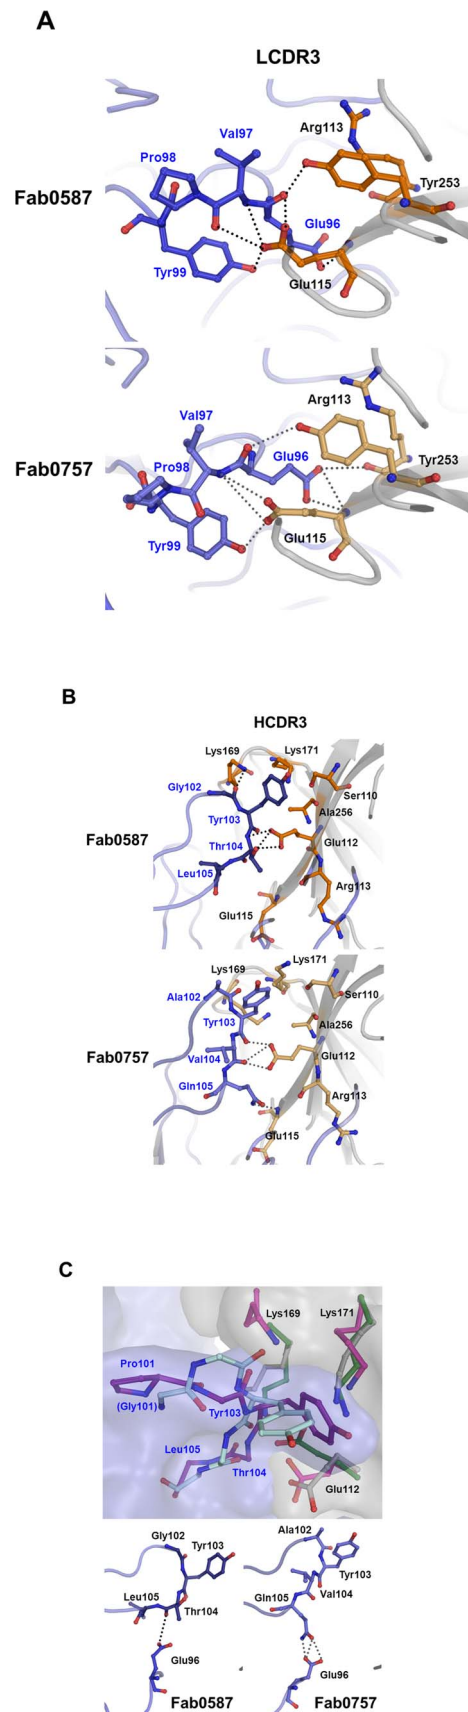 A
LCDR3
Arg113
Val97
Pro98
Fab0587
Tyr253
Glu96
Tyr99
Glu115
Arg113
Val97
Glu96
Fab0757
Pro98
Tyr253
Tyr99
Glu115
B
HCDR3
Lys169
Lys171
Gly102
Ser110
Ala256
Tyr103
Fab0587
Thr104
Glu112
Leu105
Arg113
Glu115
Lys171
Lys169
Ala102
Ser110
Tyr103
Ala256
Fab0757
Val104
Glu112
Gln105
Arg113
Glu115
C
Lys169
Lys171
Pro101
(Gly101)
Tyr103
Leu105
Thr104
Glu112
Gly102
Tyr103
Leu105
Thr104
Glu96
Fab0587
Ala102
Tyr103
Gln105
Val104
Glu96
Fab0757